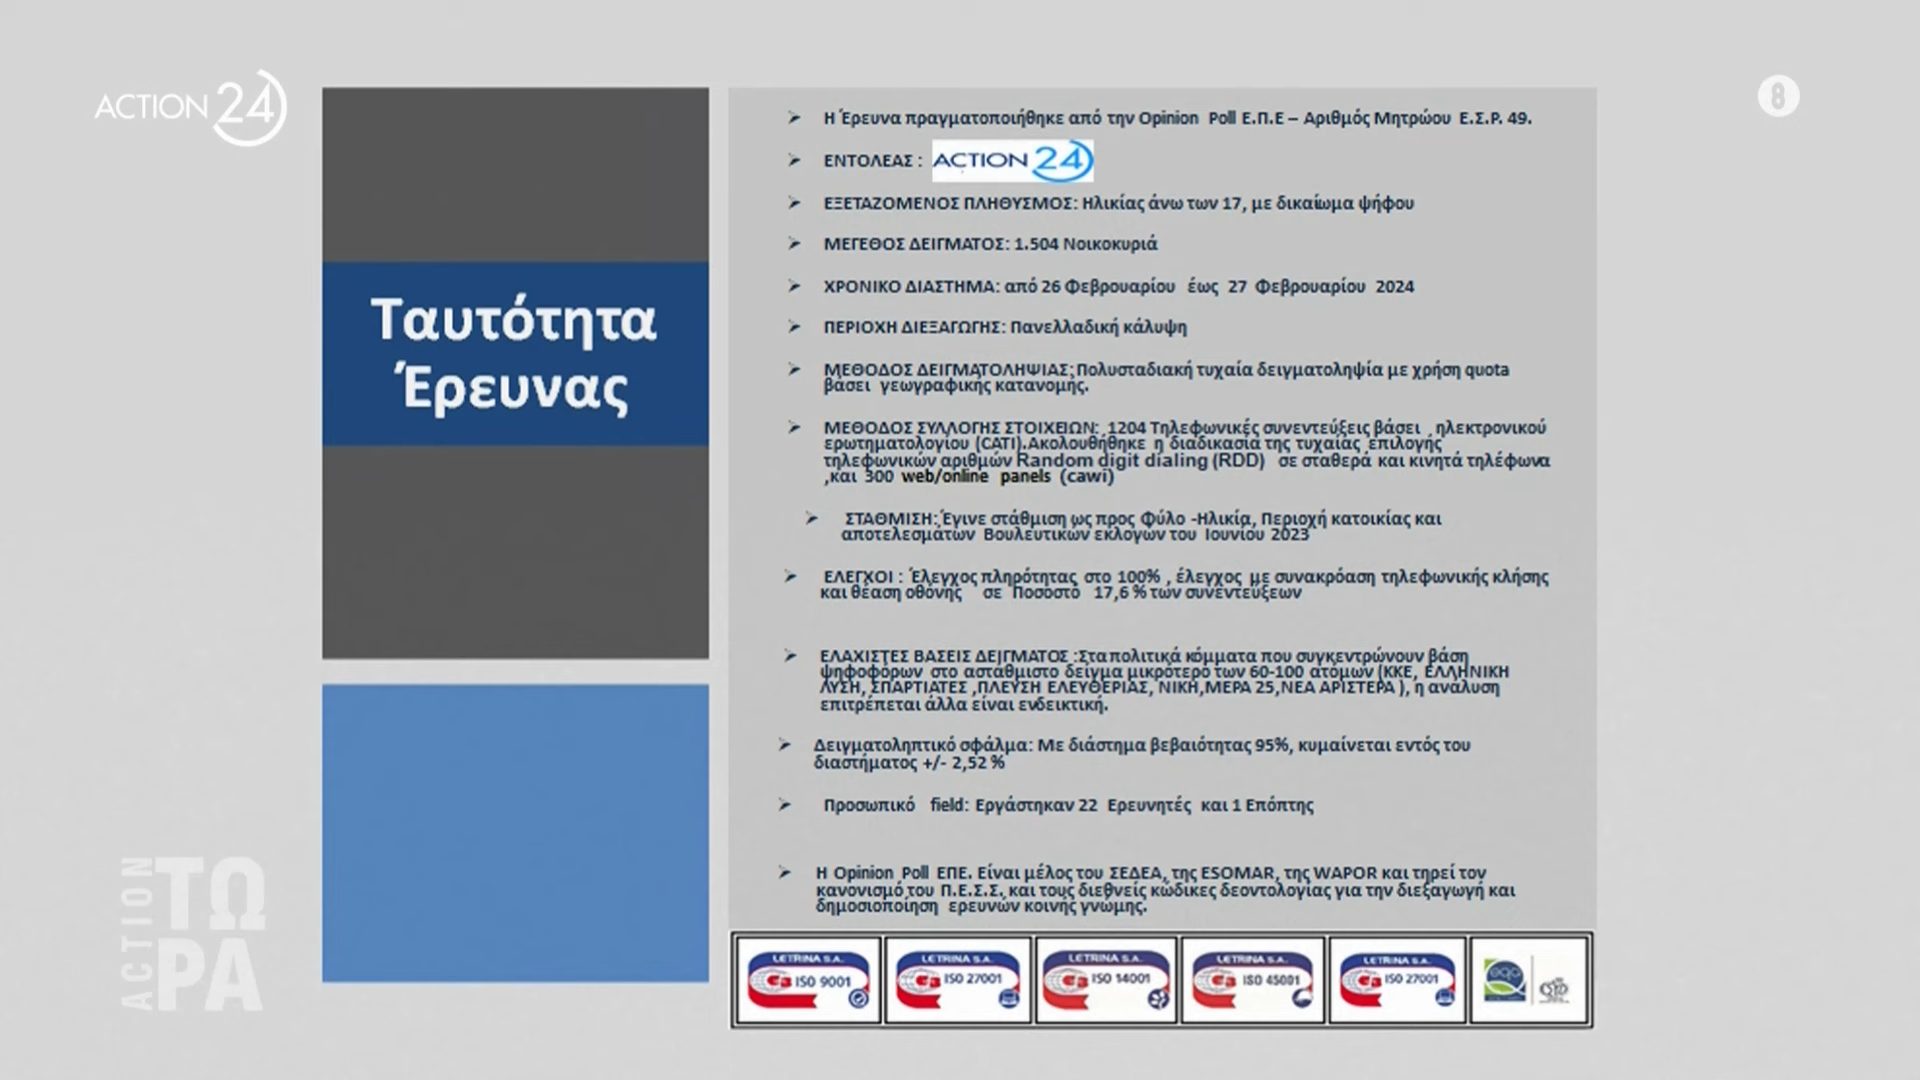 ACTION 24
8
Ταυτότητα
Έρευνας
Η Έρευνα πραγματοποιήθηκε από την Opinion Poll Ε.Π.Ε – Αριθμός Μητρώου Ε.Σ.Ρ. 49.
ΕΝΤΟΛΕΑΣ : ACTION 24
ΕΞΕΤΑΖΟΜΕΝΟΣ ΠΛΗΘΥΣΜΟΣ: Ηλικίας άνω των 17, με δικαίωμα ψήφου
ΜΕΓΕΘΟΣ ΔΕΙΓΜΑΤΟΣ: 1.504 Νοικοκυριά
ΧΡΟΝΙΚΟ ΔΙΑΣΤΗΜΑ: από 26 Φεβρουαρίου έως 27 Φεβρουαρίου 2024
ΠΕΡΙΟΧΗ ΔΙΕΞΑΓΩΓΗΣ: Πανελλαδική κάλυψη
ΜΕΘΟΔΟΣ ΔΕΙΓΜΑΤΟΛΗΨΙΑΣ: Πολυσταδιακή τυχαία δειγματοληψία με χρήση quota
βάσει γεωγραφικής κατανομής.
ΜΕΘΟΔΟΣ ΣΥΛΛΟΓΗΣ ΣΤΟΙΧΕΙΩΝ: 1204 Τηλεφωνικές συνεντεύξεις βάσει ηλεκτρονικού
ερωτηματολογίου (CATI).Ακολουθήθηκε η διαδικασία της τυχαίας επιλογής
τηλεφωνικών αριθμών Random digit dialing (RDD) σε σταθερά και κινητά τηλέφωνα
,και 300 web/online panels (cawi)
ΣΤΑΘΜΙΣΗ: Έγινε στάθμιση ως προς Φύλο -Ηλικία, Περιοχή κατοικίας και
αποτελεσμάτων Βουλευτικών εκλογών του Ιουνίου 2023
ΕΛΕΓΧΟΙ : Έλεγχος πληρότητας στο 100% , έλεγχος με συνακρόαση τηλεφωνικής κλήσης
και θέαση οθόνης σε Ποσοστό 17,6 % των συνεντεύξεων
ΕΛΑΧΙΣΤΕΣ ΒΑΣΕΙΣ ΔΕΙΓΜΑΤΟΣ :Στα πολιτικά κόμματα που συγκεντρώνουν βάση
ψηφοφόρων στο αστάθμιστο δείγμα μικρότερο των 60-100 ατόμων (ΚΚΕ, ΕΛΛΗΝΙΚΗ
ΛΥΣΗ, ΣΠΑΡΤΙΑΤΕΣ ,ΠΛΕΥΣΗ ΕΛΕΥΘΕΡΙΑΣ, ΝΙΚΗ,ΜΕΡΑ 25,ΝΕΑ ΑΡΙΣΤΕΡΑ ), η ανάλυση
επιτρέπεται άλλα είναι ενδεικτική.
Δειγματοληπτικό σφάλμα: Με διάστημα βεβαιότητας 95%, κυμαίνεται εντός του
διαστήματος +/- 2,52 %
Προσωπικό field: Εργάστηκαν 22 Ερευνητές και 1 Επόπτης
Η Opinion Poll ΕΠΕ. Είναι μέλος του ΣΕΔΕΑ, της ESOMAR, της WAPOR και τηρεί τον
κανονισμό του Π.Ε.Σ.Σ. και τους διεθνείς κώδικες δεοντολογίας για την διεξαγωγή και
δημοσιοποίηση ερευνών κοινής γνώμης.
LETRINA S.A. ISO 9001
LETRINA S.A. ISO 27001
LETRINA S.A. ISO 14001
LETRINA S.A. ISO 45001
LETRINA S.A. ISO 27001
eqa
ACTION
ΤΩ
ΡΑ